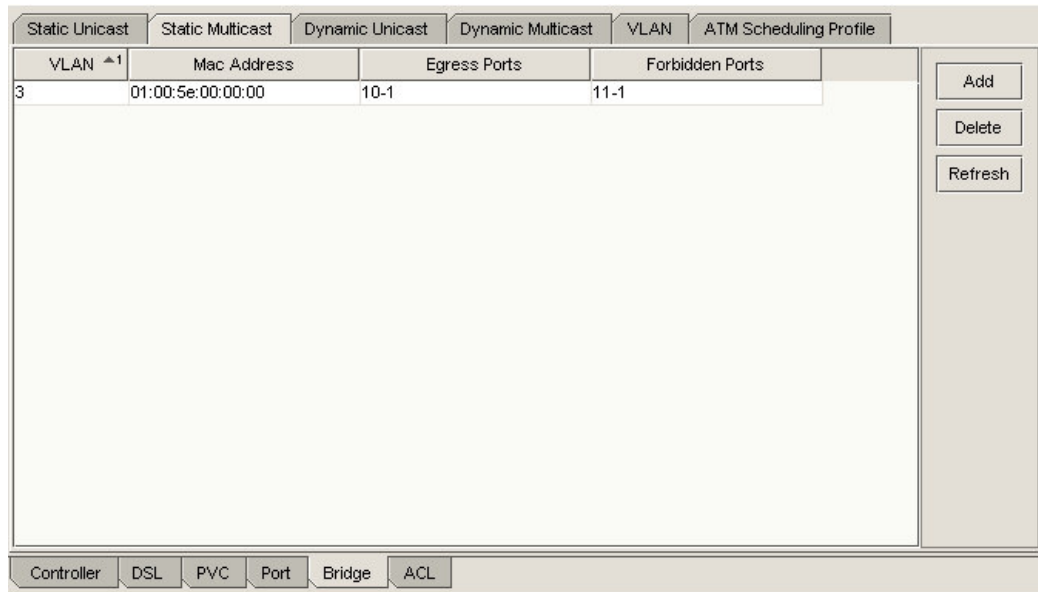 Static Unicast Static Multicast Dynamic Unicast Dynamic Multicast VLAN ATM Scheduling Profile
VLAN 1 Mac Address Egress Ports Forbidden Ports
3 01:00:5e:00:00:00 10-1 11-1
Add
Delete
Refresh
Controller DSL PVC Port Bridge ACL